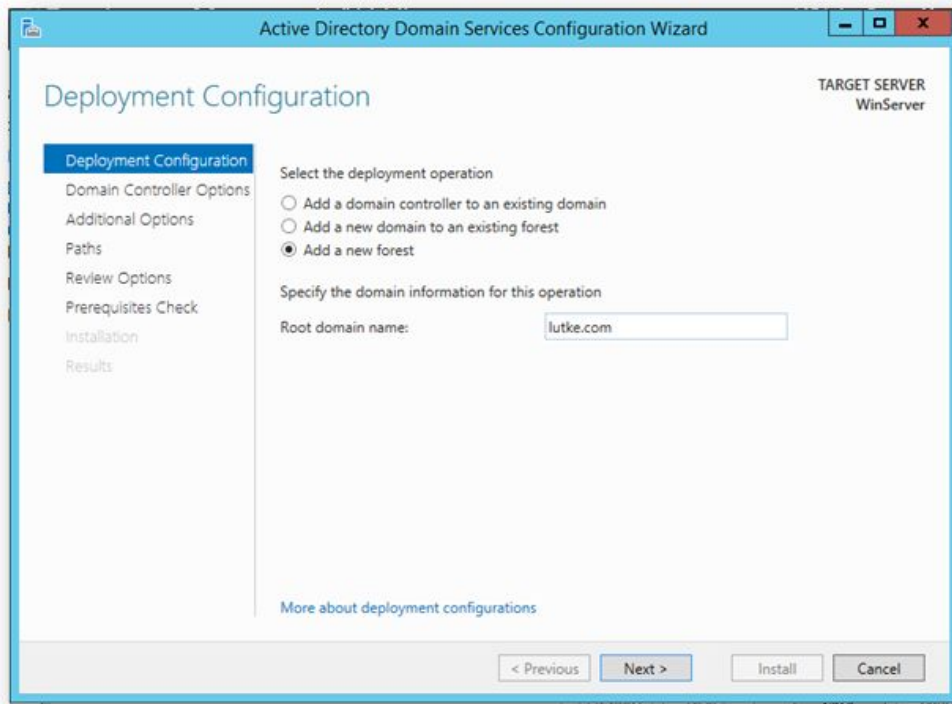 Active Directory Domain Services Configuration Wizard
Deployment Configuration
TARGET SERVER
WinServer
Deployment Configuration
Domain Controller Options
Additional Options
Paths
Review Options
Prerequisites Check
Installation
Results
Select the deployment operation
Add a domain controller to an existing domain
Add a new domain to an existing forest
Add a new forest
Specify the domain information for this operation
Root domain name: lutke.com
More about deployment configurations
< Previous Next > Install Cancel